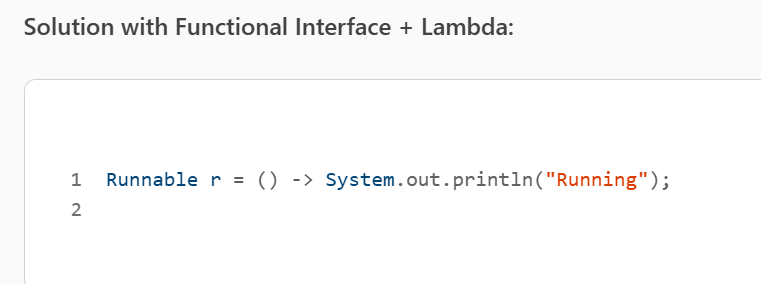 Solution with Functional Interface + Lambda:
1 Runnable r = () -> System.out.println("Running");
2